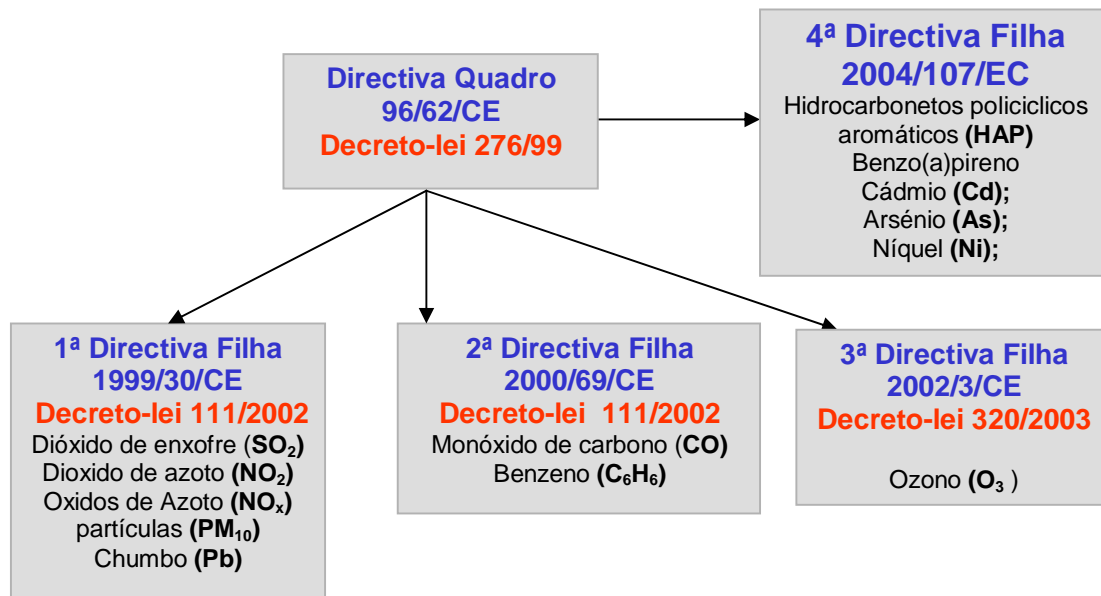 Directiva Quadro
96/62/CE
Decreto-lei 276/99
4ª Directiva Filha
2004/107/EC
Hidrocarbonetos policiclicos
aromáticos (HAP)
Benzo(a)pireno
Cádmio (Cd);
Arsénio (As);
Níquel (Ni);
1ª Directiva Filha
1999/30/CE
Decreto-lei 111/2002
Dióxido de enxofre (SO₂)
Dioxido de azoto (NO₂)
Oxidos de Azoto (NOₓ)
partículas (PM₁₀)
Chumbo (Pb)
2ª Directiva Filha
2000/69/CE
Decreto-lei 111/2002
Monóxido de carbono (CO)
Benzeno (C₆H₆)
3ª Directiva Filha
2002/3/CE
Decreto-lei 320/2003
Ozono (O₃ )